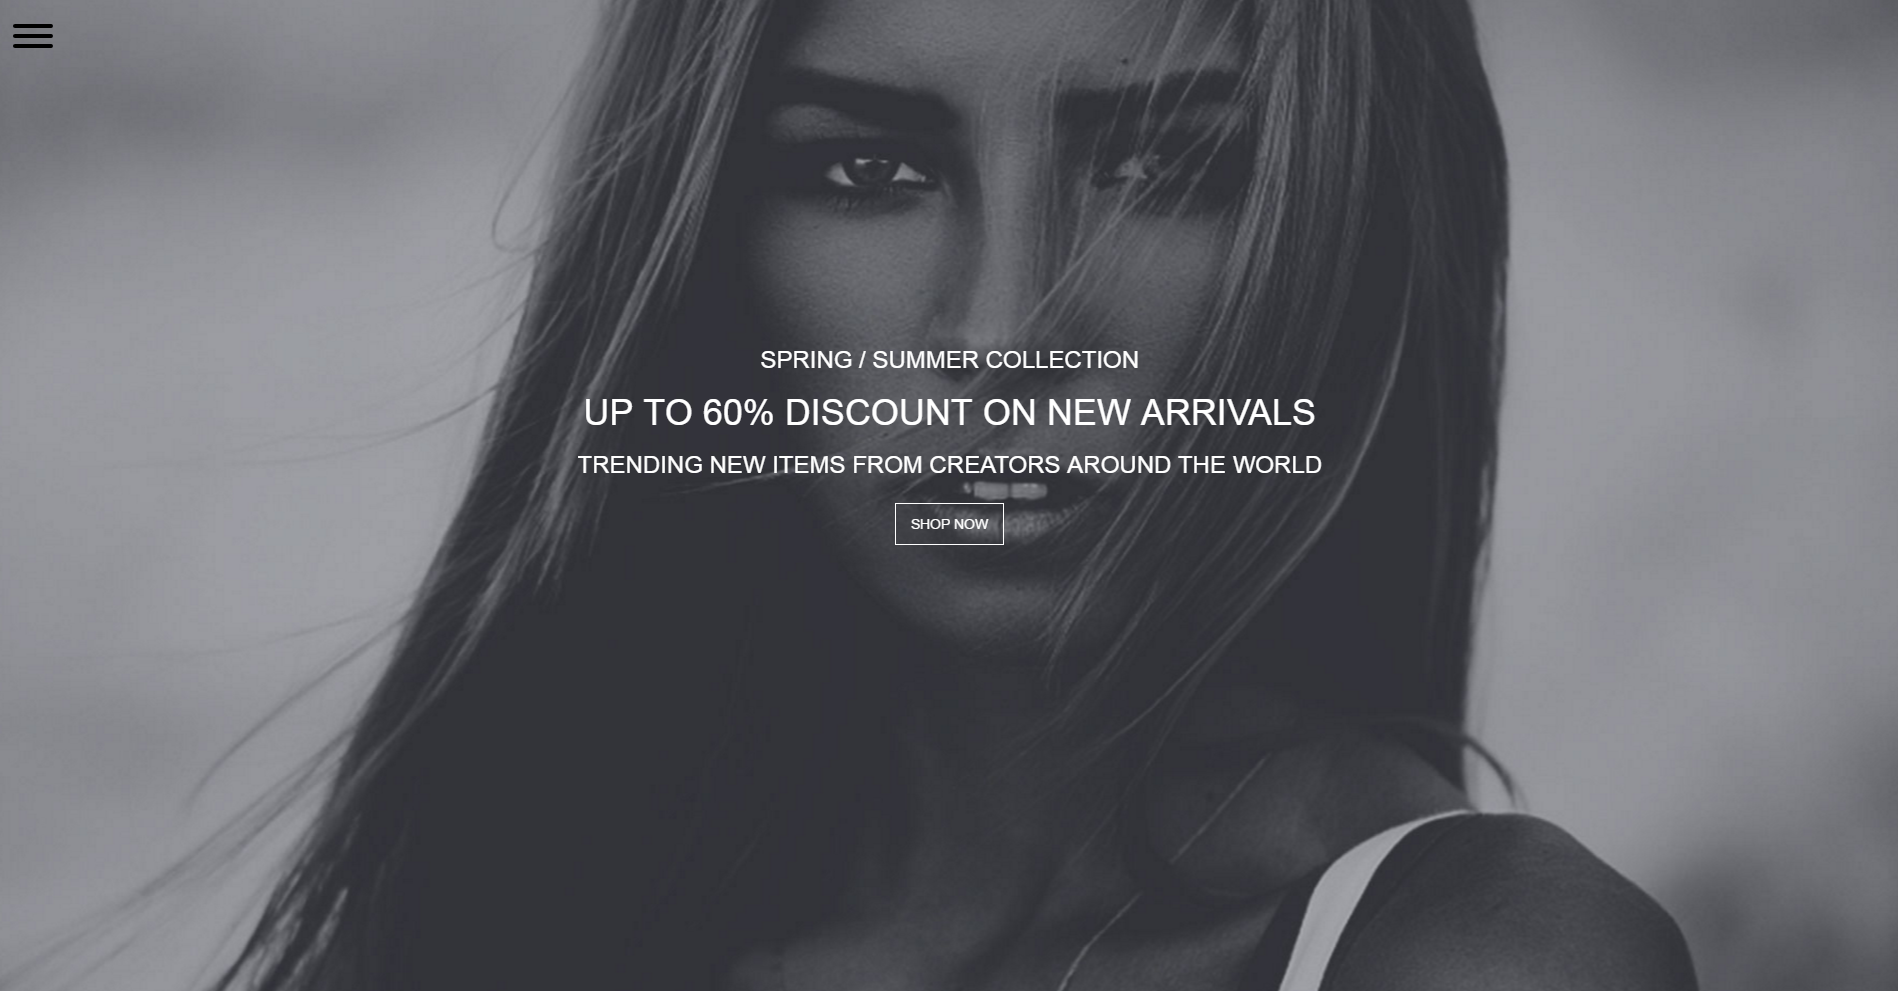 SPRING / SUMMER COLLECTION
UP TO 60% DISCOUNT ON NEW ARRIVALS
TRENDING NEW ITEMS FROM CREATORS AROUND THE WORLD
SHOP NOW